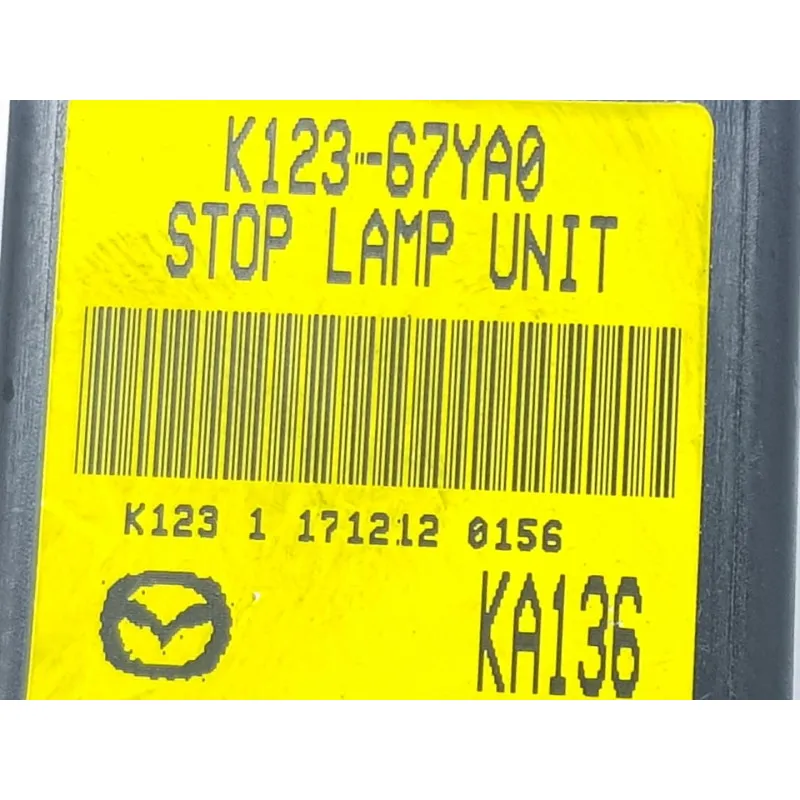 K123-67YA0
STOP LAMP UNIT
K123 1 171212 0156
KA136